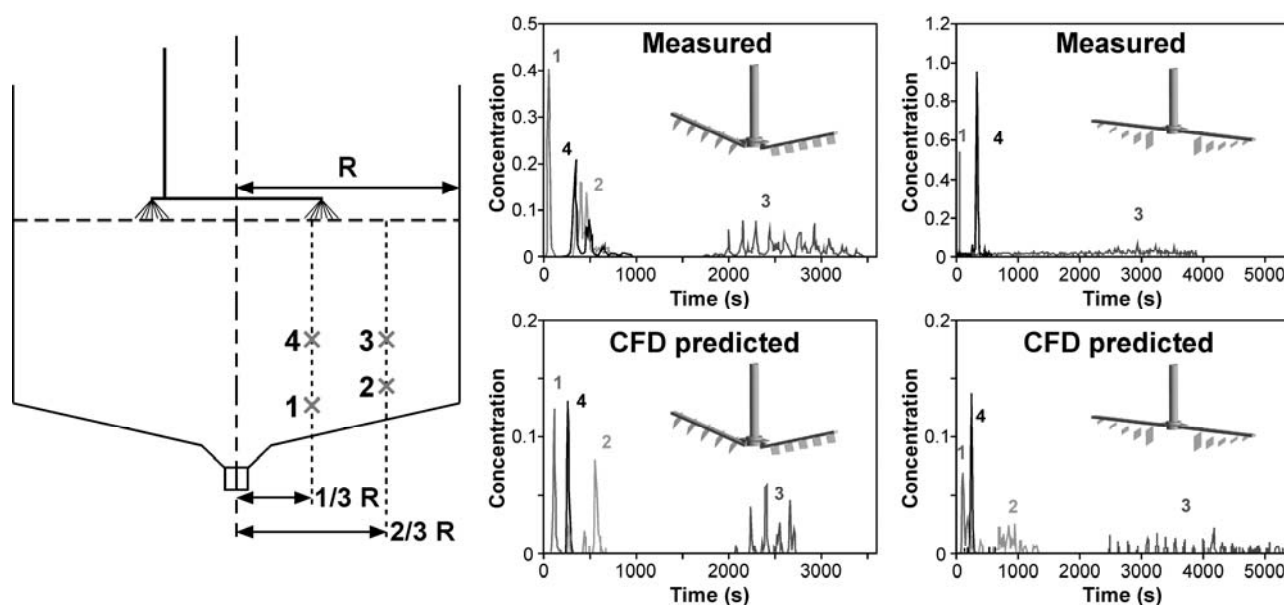 R
4
3
2
1
1/3 R
2/3 R
Measured
Concentration
0.5
0.4
0.3
0.2
0.1
0
1
4
2
3
0 1000 2000 3000
Time (s)
Measured
Concentration
1.2
1.0
0.8
0.6
0.4
0.2
0
1
4
3
0 1000 2000 3000 4000 5000
Time (s)
CFD predicted
Concentration
0.2
0.1
0
1
4
2
3
0 1000 2000 3000
Time (s)
CFD predicted
Concentration
0.2
0.1
0
1
4
2
3
0 1000 2000 3000 4000 5000
Time (s)